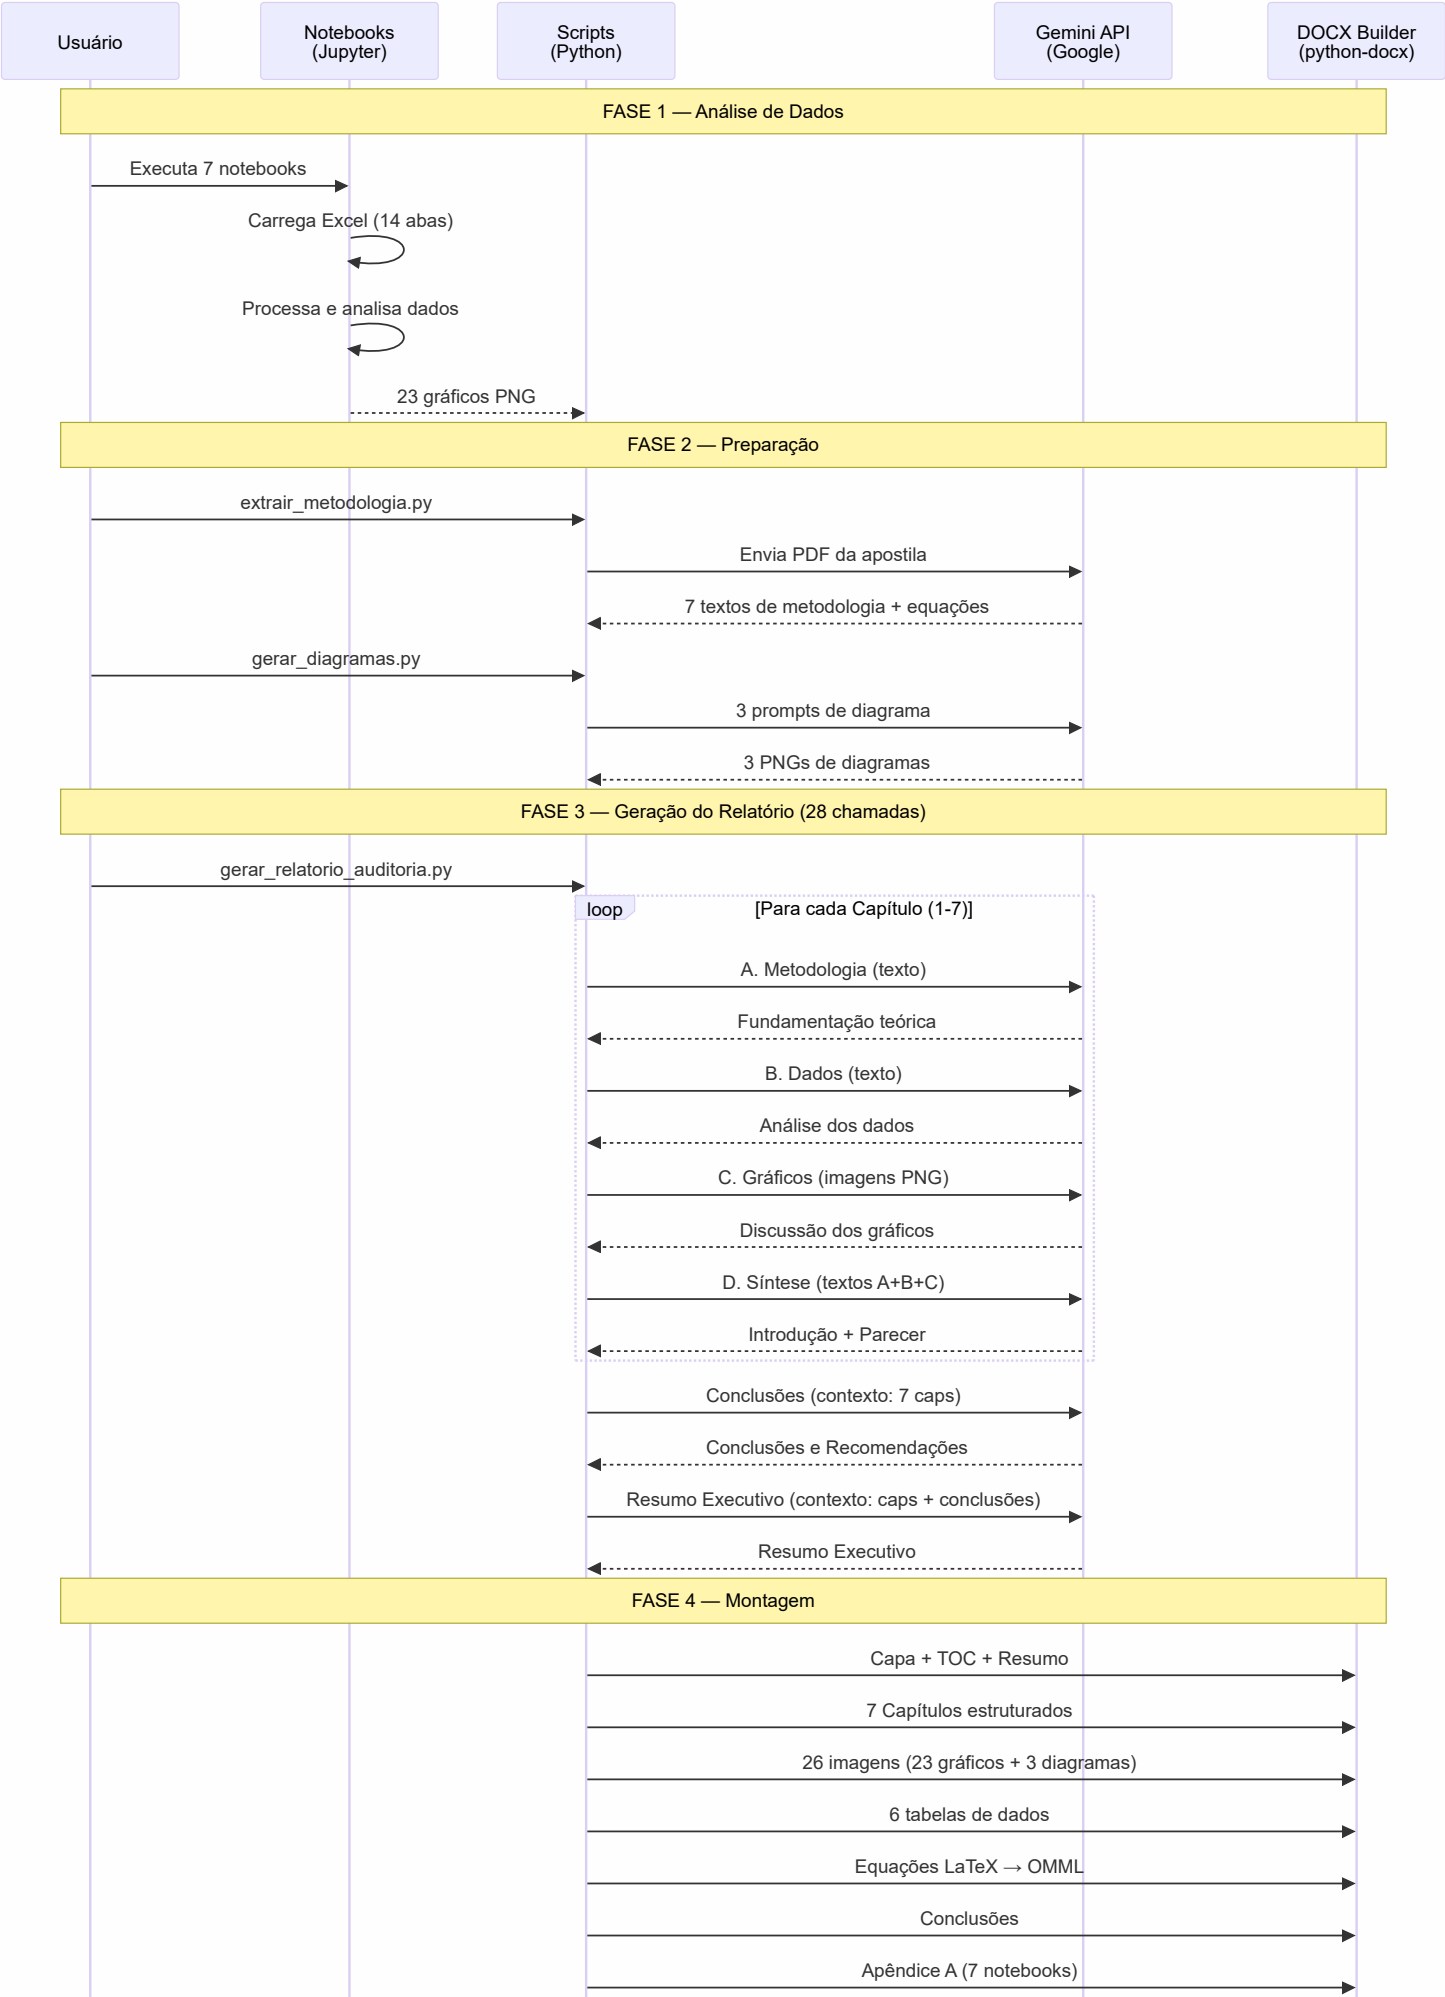 Usuário
Notebooks
(Jupyter)
Scripts
(Python)
Gemini API
(Google)
DOCX Builder
(python-docx)
FASE 1 — Análise de Dados
Executa 7 notebooks
Carrega Excel (14 abas)
Processa e analisa dados
23 gráficos PNG
FASE 2 — Preparação
extrair_metodologia.py
Envia PDF da apostila
7 textos de metodologia + equações
gerar_diagramas.py
3 prompts de diagrama
3 PNGs de diagramas
FASE 3 — Geração do Relatório (28 chamadas)
gerar_relatorio_auditoria.py
loop
[Para cada Capítulo (1-7)]
A. Metodologia (texto)
Fundamentação teórica
B. Dados (texto)
Análise dos dados
C. Gráficos (imagens PNG)
Discussão dos gráficos
D. Síntese (textos A+B+C)
Introdução + Parecer
Conclusões (contexto: 7 caps)
Conclusões e Recomendações
Resumo Executivo (contexto: caps + conclusões)
Resumo Executivo
FASE 4 — Montagem
Capa + TOC + Resumo
7 Capítulos estruturados
26 imagens (23 gráficos + 3 diagramas)
6 tabelas de dados
Equações LaTeX → OMML
Conclusões
Apêndice A (7 notebooks)